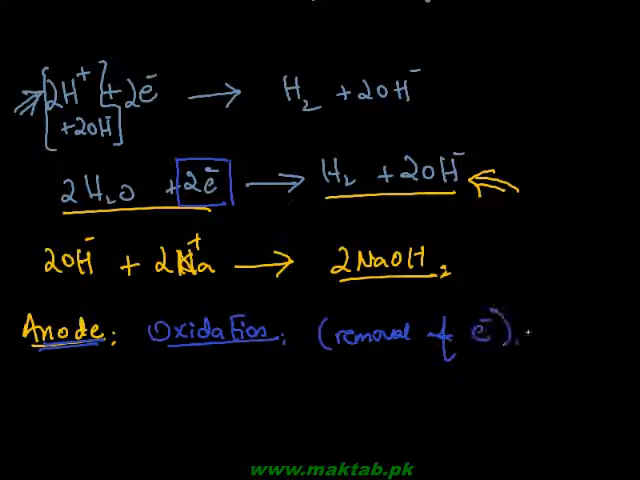 2H⁺ + 2e⁻ ⟶ H₂ + 2OH⁻
+2OH⁻
2H₂O + 2e⁻ ⟶ H₂ + 2OH⁻
2OH⁻ + 2Na⁺ ⟶ 2NaOH
Anode: Oxidation: (removal of e⁻).
www.maktab.pk